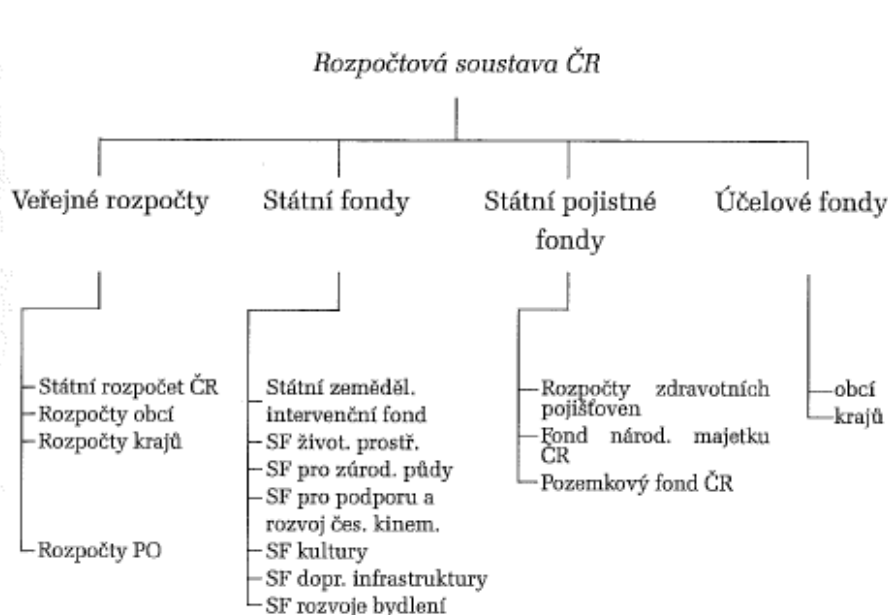 Rozpočtová soustava ČR
Veřejné rozpočty
Státní rozpočet ČR
Rozpočty obcí
Rozpočty krajů
Rozpočty PO
Státní fondy
Státní zeměděl.
intervenční fond
SF život. prostř.
SF pro zúrod. půdy
SF pro podporu a
rozvoj čes. kinem.
SF kultury
SF dopr. infrastruktury
SF rozvoje bydlení
Státní pojistné
fondy
Rozpočty zdravotních
pojišťoven
Fond národ. majetku
ČR
Pozemkový fond ČR
Účelové fondy
obcí
krajů